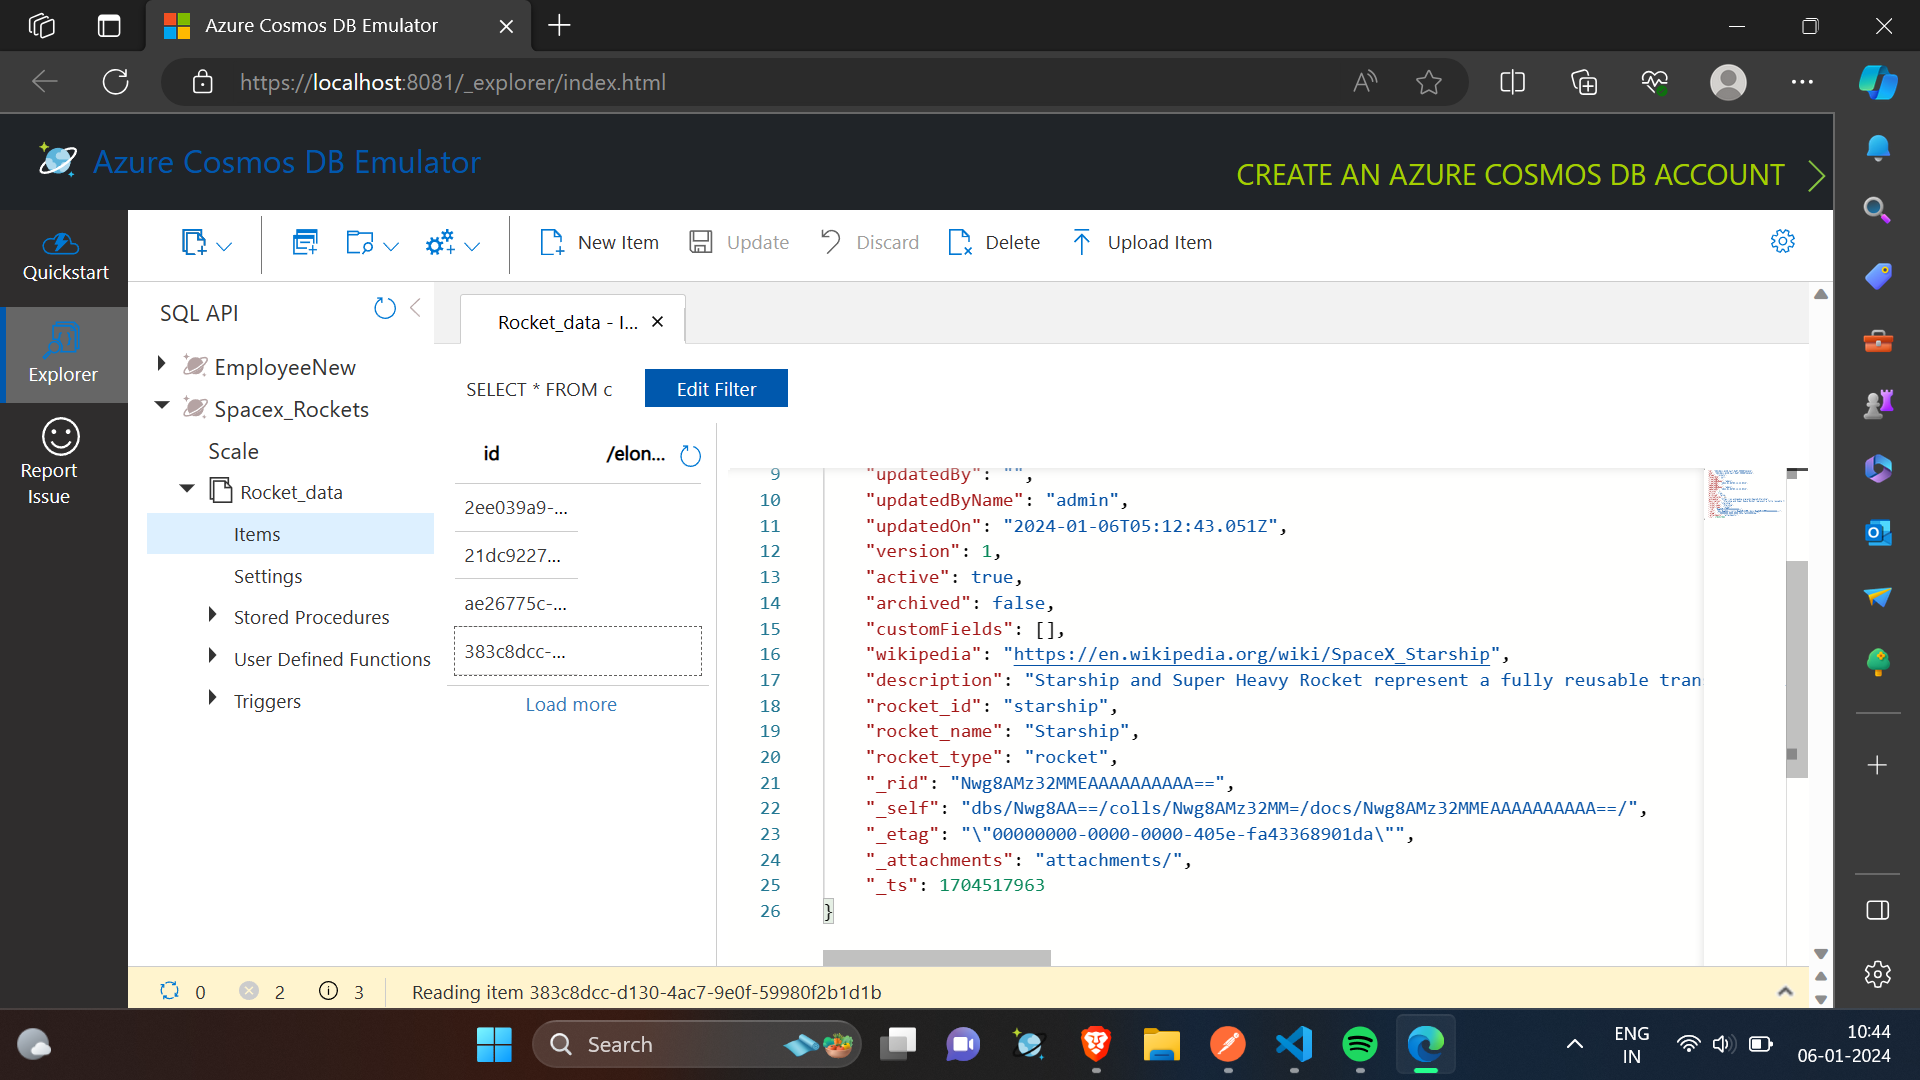 Azure Cosmos DB Emulator
https://localhost:8081/_explorer/index.html
Azure Cosmos DB Emulator
CREATE AN AZURE COSMOS DB ACCOUNT
New Item
Update
Discard
Delete
Upload Item
Quickstart
Explorer
Report
Issue
SQL API
EmployeeNew
Spacex_Rockets
Scale
Rocket_data
Items
Settings
Stored Procedures
User Defined Functions
Triggers
Rocket_data - I...
SELECT * FROM c
Edit Filter
id /elon...
2ee039a9-...
21dc9227...
ae26775c-...
383c8dcc-...
Load more
9 "updatedBy": "",
10 "updatedByName": "admin",
11 "updatedOn": "2024-01-06T05:12:43.051Z",
12 "version": 1,
13 "active": true,
14 "archived": false,
15 "customFields": [],
16 "wikipedia": "https://en.wikipedia.org/wiki/SpaceX_Starship",
17 "description": "Starship and Super Heavy Rocket represent a fully reusable tran
18 "rocket_id": "starship",
19 "rocket_name": "Starship",
20 "rocket_type": "rocket",
21 "_rid": "Nwg8AMz32MMEAAAAAAAAAA==",
22 "_self": "dbs/Nwg8AA==/colls/Nwg8AMz32MM=/docs/Nwg8AMz32MMEAAAAAAAAAA==/",
23 "_etag": "\"00000000-0000-0000-405e-fa43368901da\"",
24 "_attachments": "attachments/",
25 "_ts": 1704517963
26 }
0 2 3 Reading item 383c8dcc-d130-4ac7-9e0f-59980f2b1d1b
Search
ENG
IN
10:44
06-01-2024